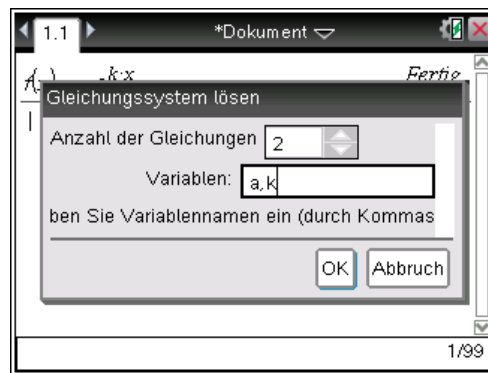 1.1 *Dokument
k·x Fertig
Gleichungssystem lösen
Anzahl der Gleichungen 2
Variablen: a,k
ben Sie Variablennamen ein (durch Kommas
OK Abbruch
1/99